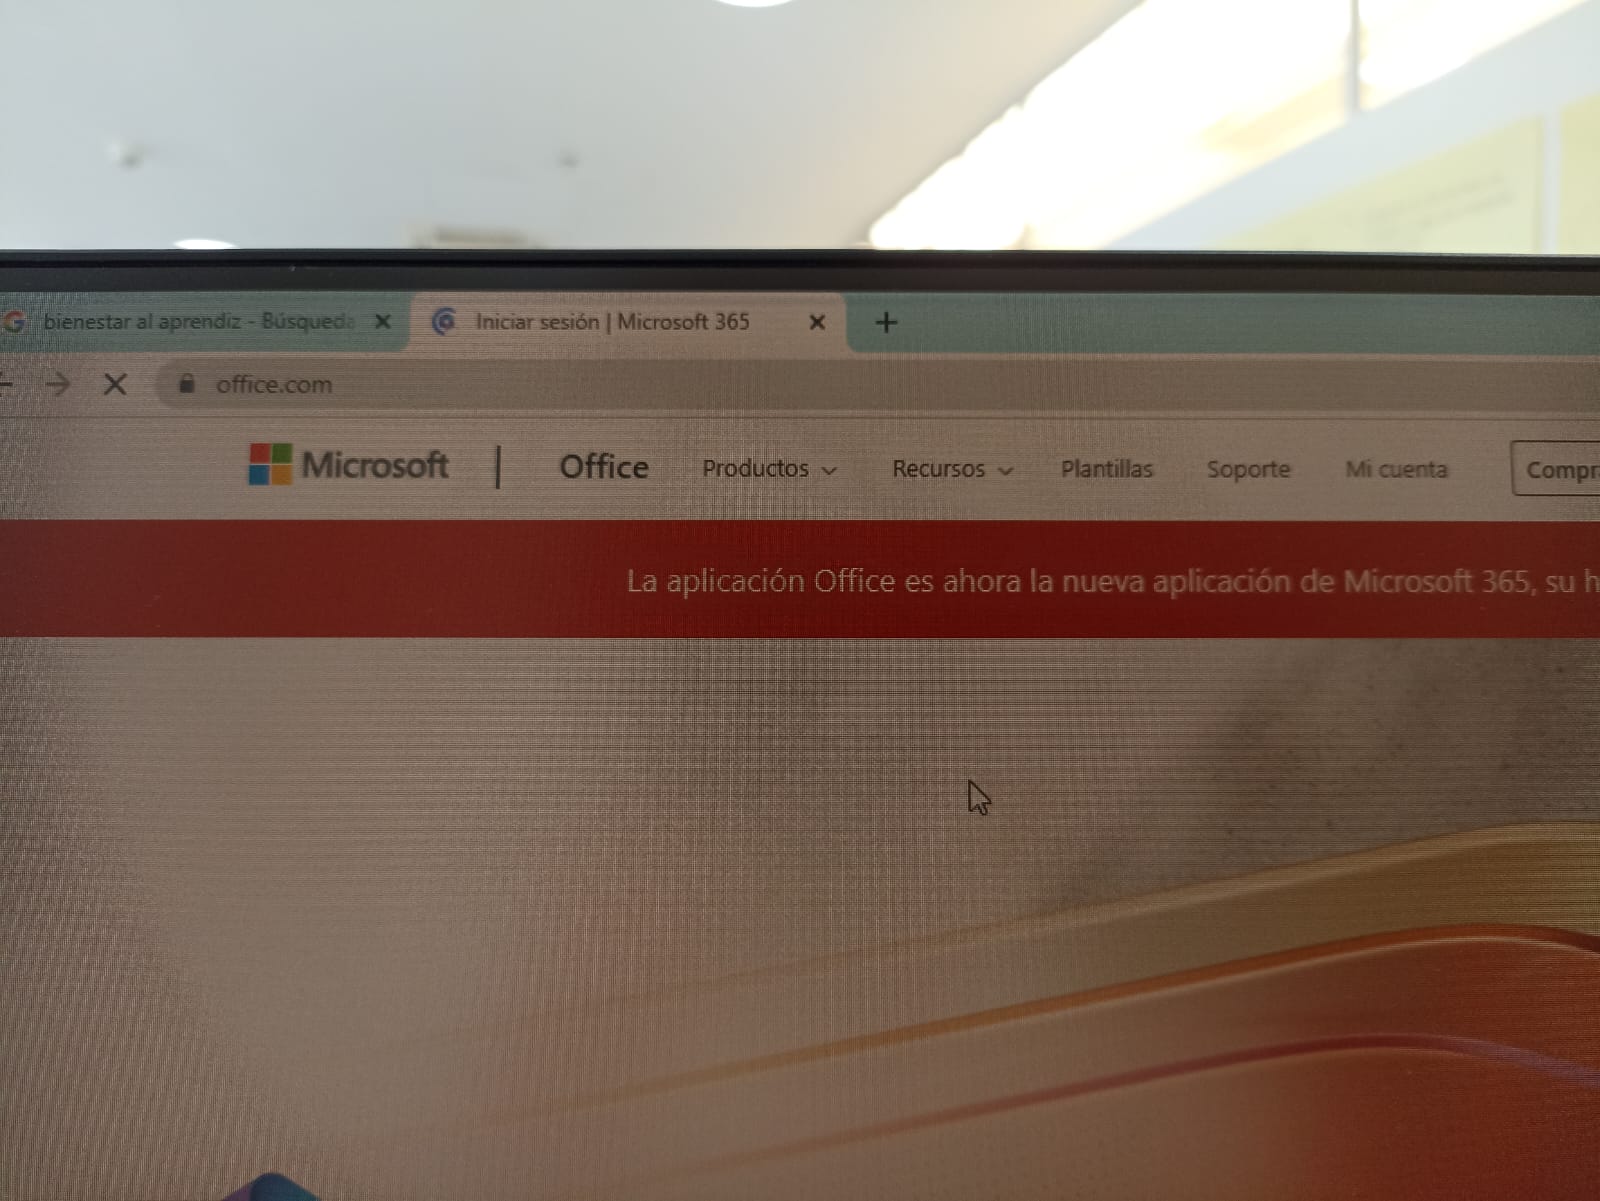 bienestar al aprendiz - Búsqueda
Iniciar sesión | Microsoft 365
office.com
Microsoft | Office Productos Recursos Plantillas Soporte Mi cuenta
La aplicación Office es ahora la nueva aplicación de Microsoft 365, su